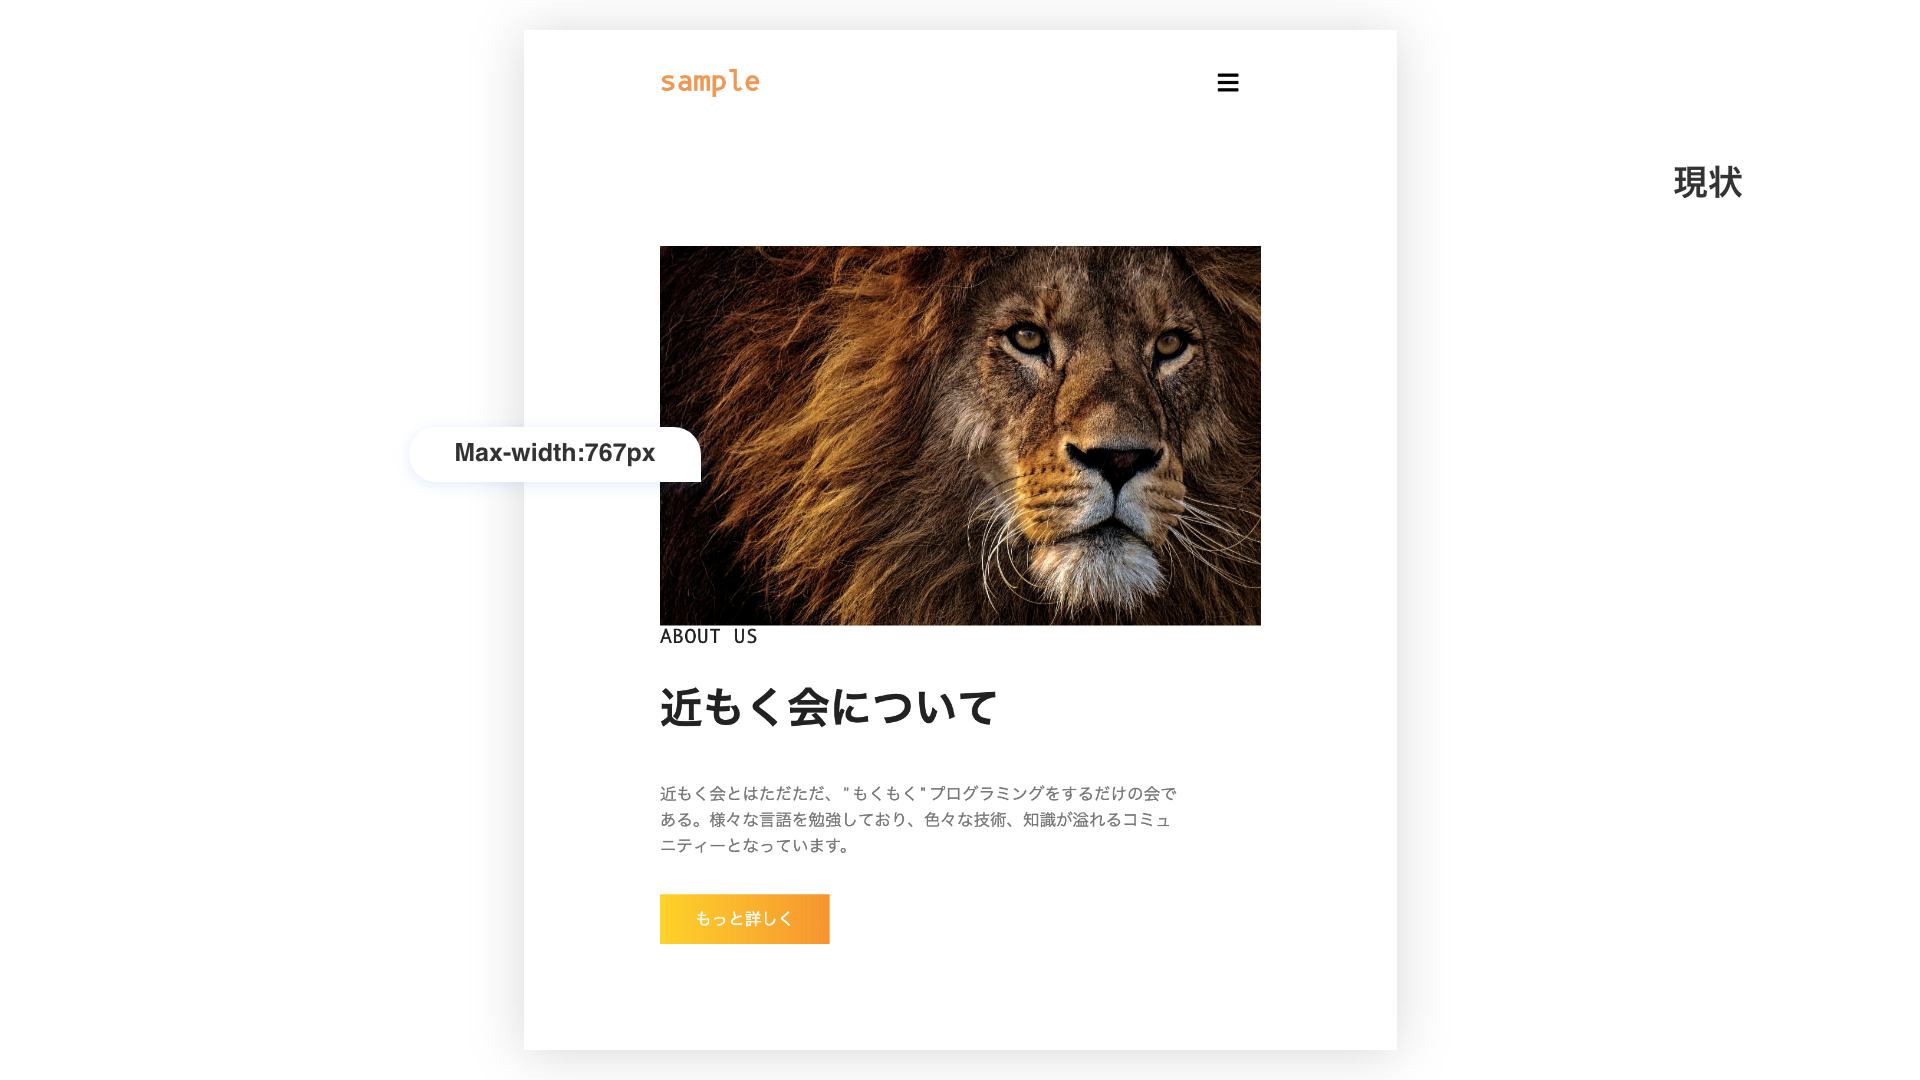 sample
現状
Max-width:767px
ABOUT US
近もく会について
近もく会とはただただ、"もくもく"プログラミングをするだけの会で
ある。様々な言語を勉強しており、色々な技術、知識が溢れるコミュ
ニティーとなっています。
もっと詳しく